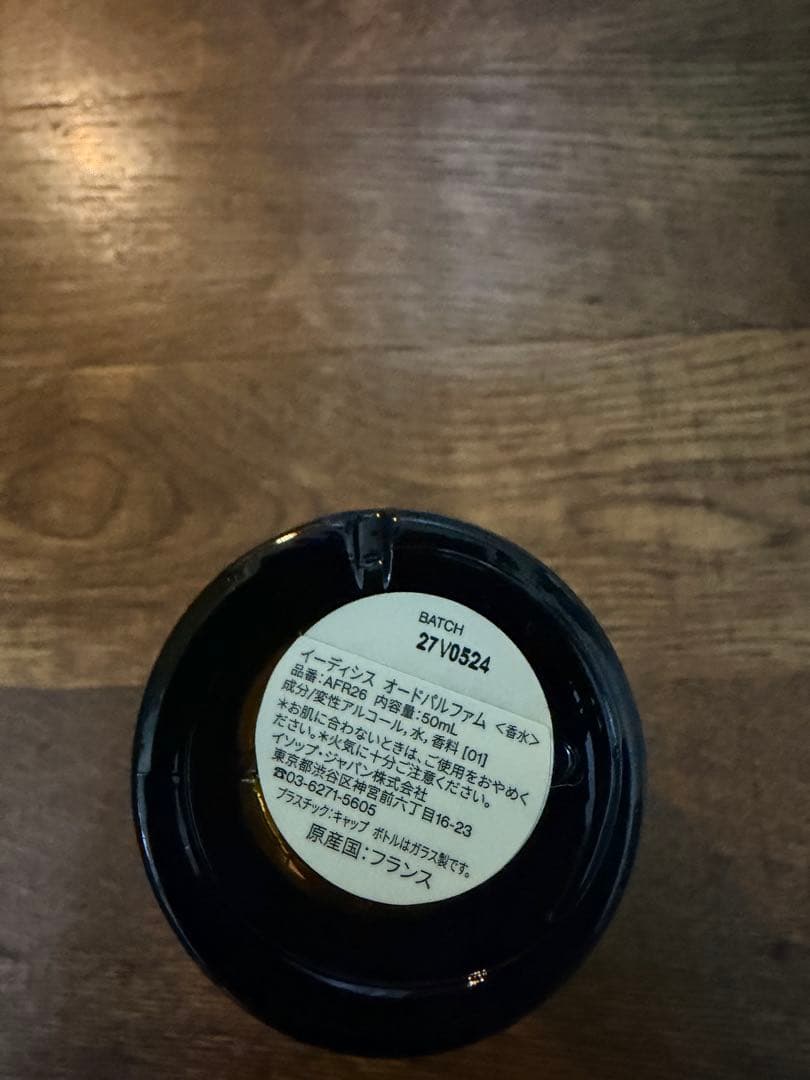 BATCH
27V0524
イーディシス オードパルファム <香水>
品番:AFR26 内容量:50mL
成分/変性アルコール,水,香料 [01]
*お肌に合わないときは、ご使用をおやめく
ださい。*火気に十分ご注意ください。
イソップ・ジャパン株式会社
東京都渋谷区神宮前六丁目16-23
☎03-6271-5605
プラスチック:キャップ ボトルはガラス製です。
原産国:フランス